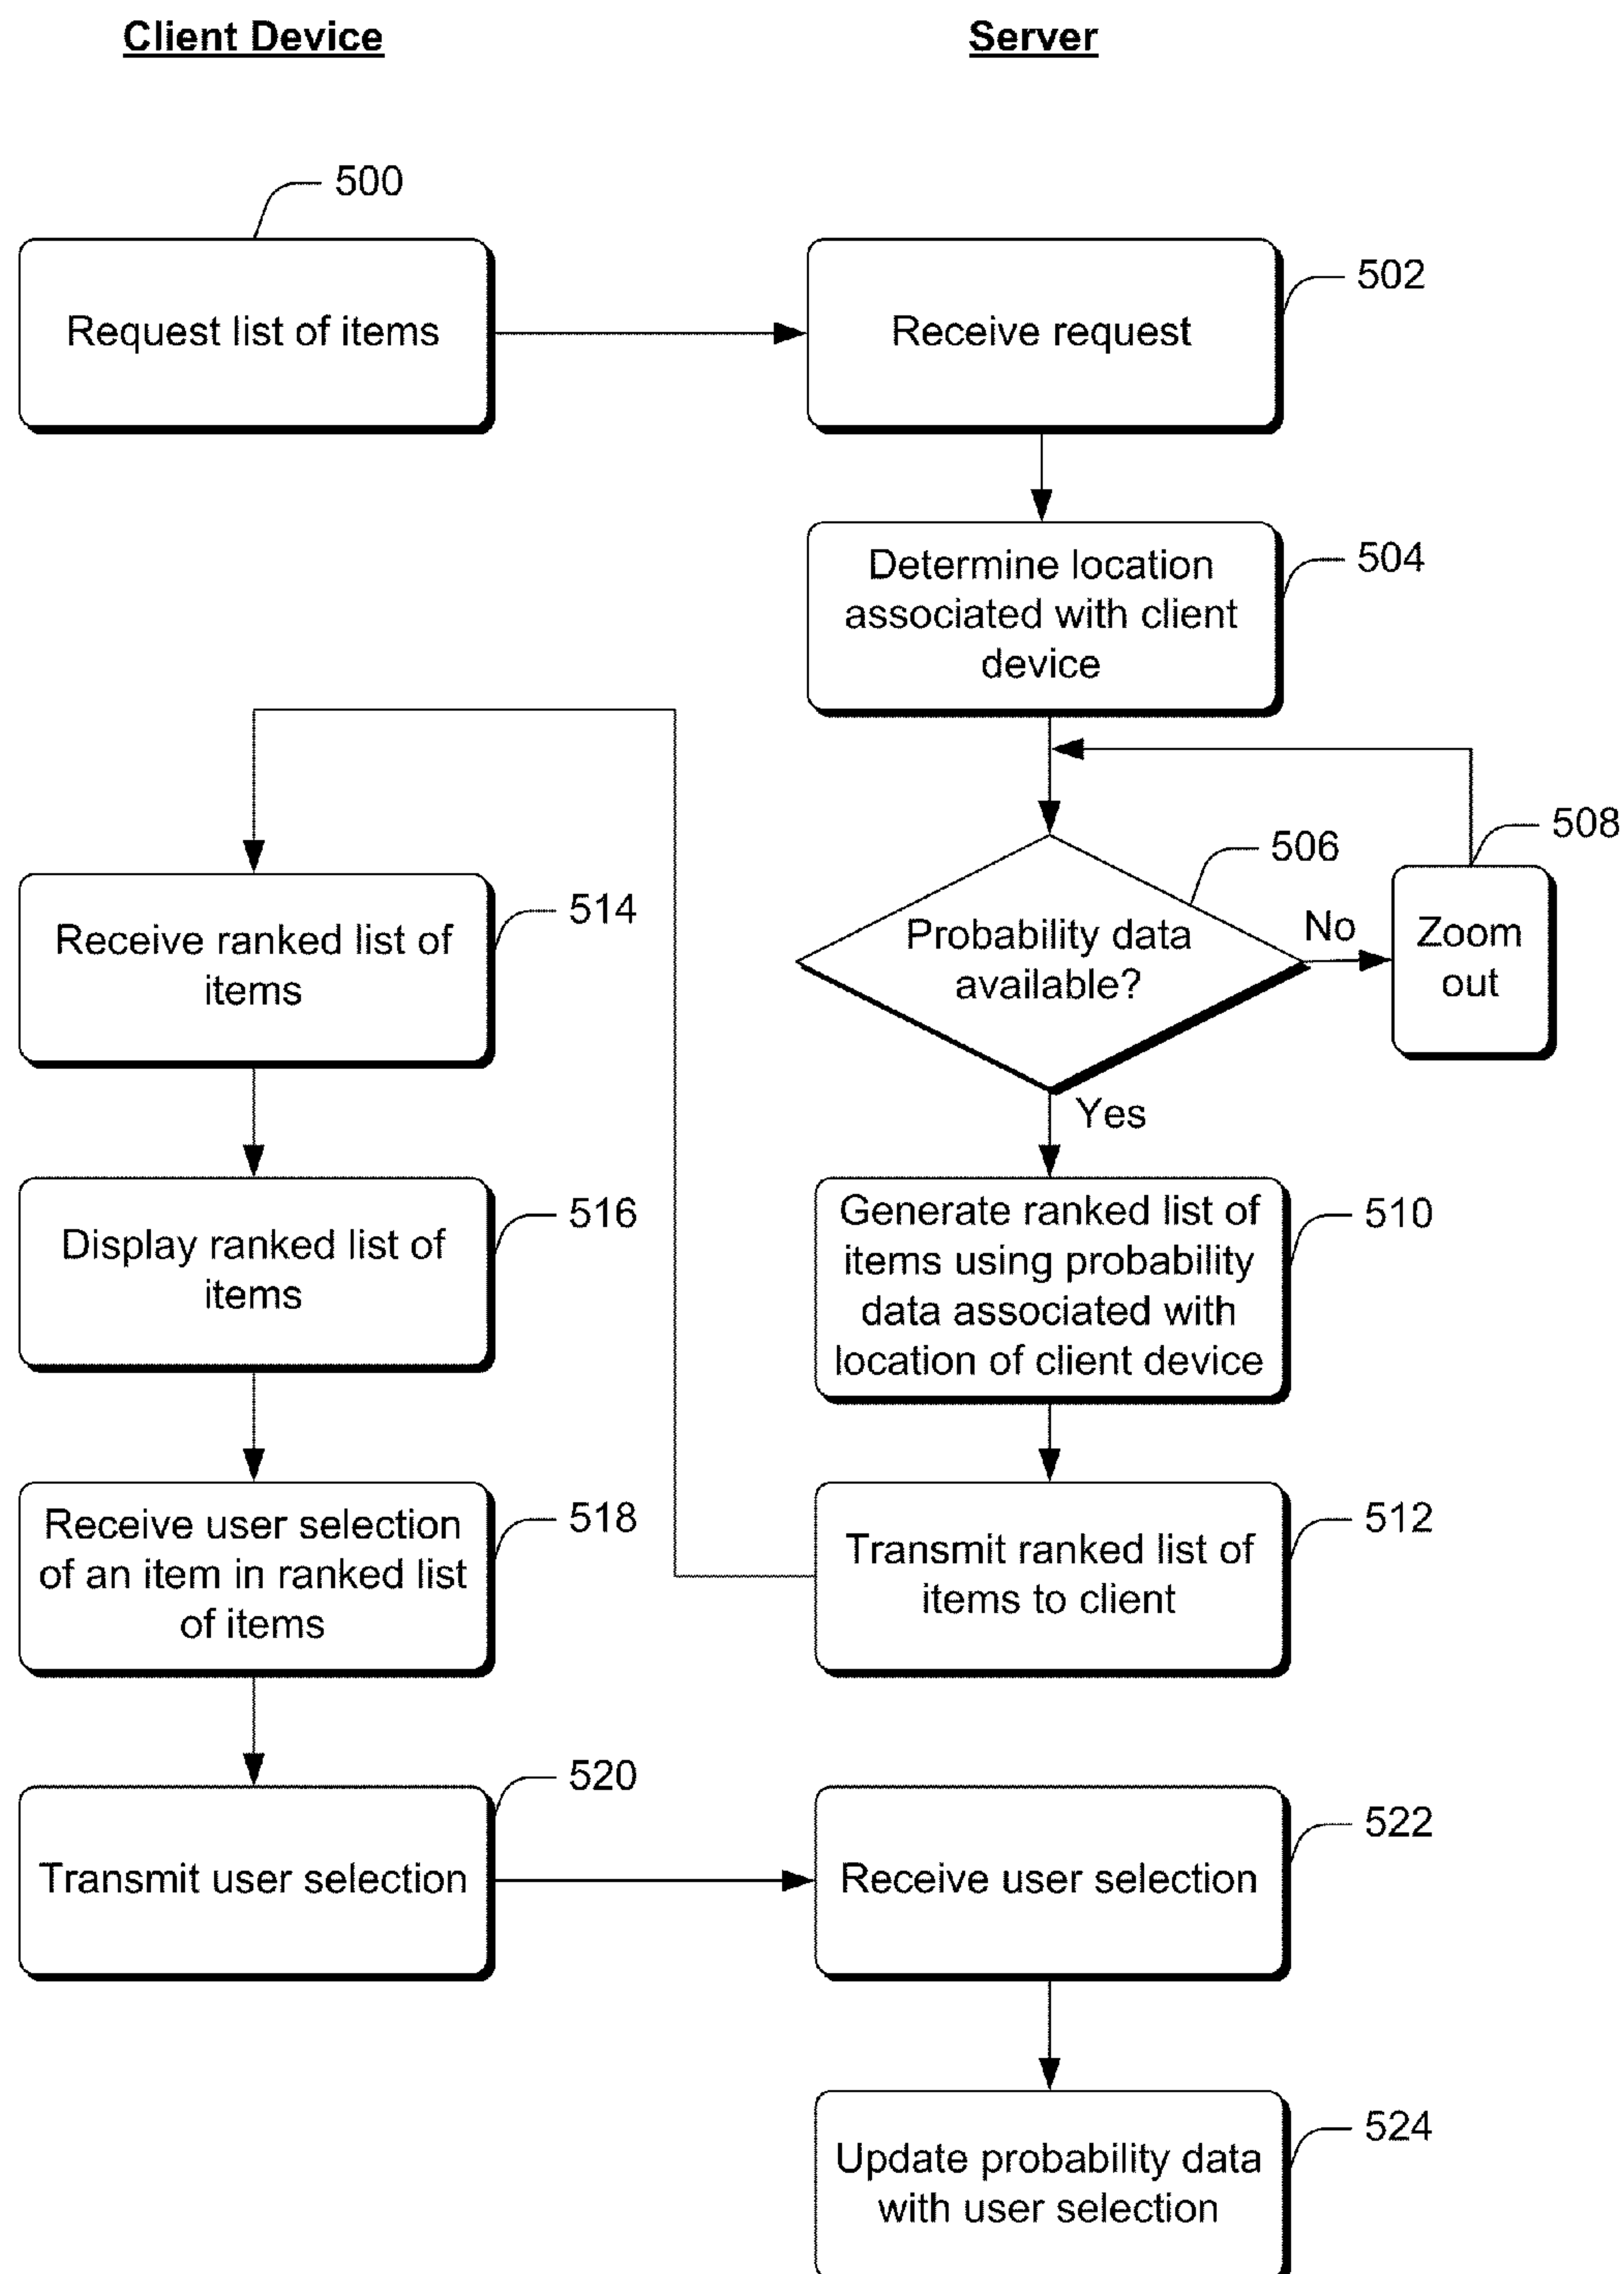 Client Device
Server
500
Request list of items
502
Receive request
504
Determine location
associated with client
device
506
Probability data
available?
No
508
Zoom
out
Yes
510
Generate ranked list of
items using probability
data associated with
location of client device
512
Transmit ranked list of
items to client
514
Receive ranked list of
items
516
Display ranked list of
items
518
Receive user selection
of an item in ranked list
of items
520
Transmit user selection
522
Receive user selection
524
Update probability data
with user selection